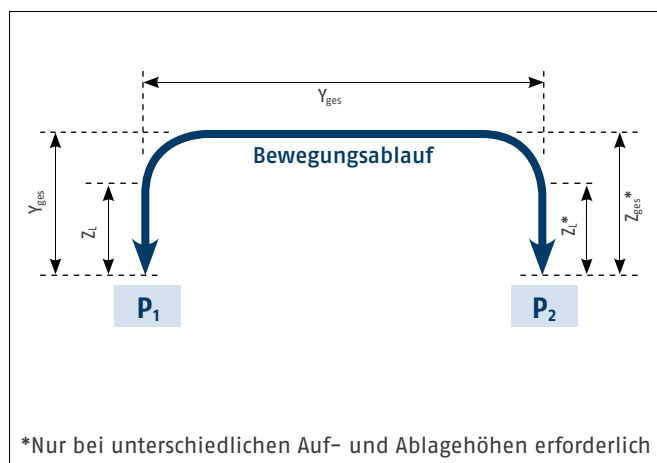 Yges
Bewegungsablauf
Yges
ZL
ZL*
Zges*
P1
P2
*Nur bei unterschiedlichen Auf- und Ablagehöhen erforderlich